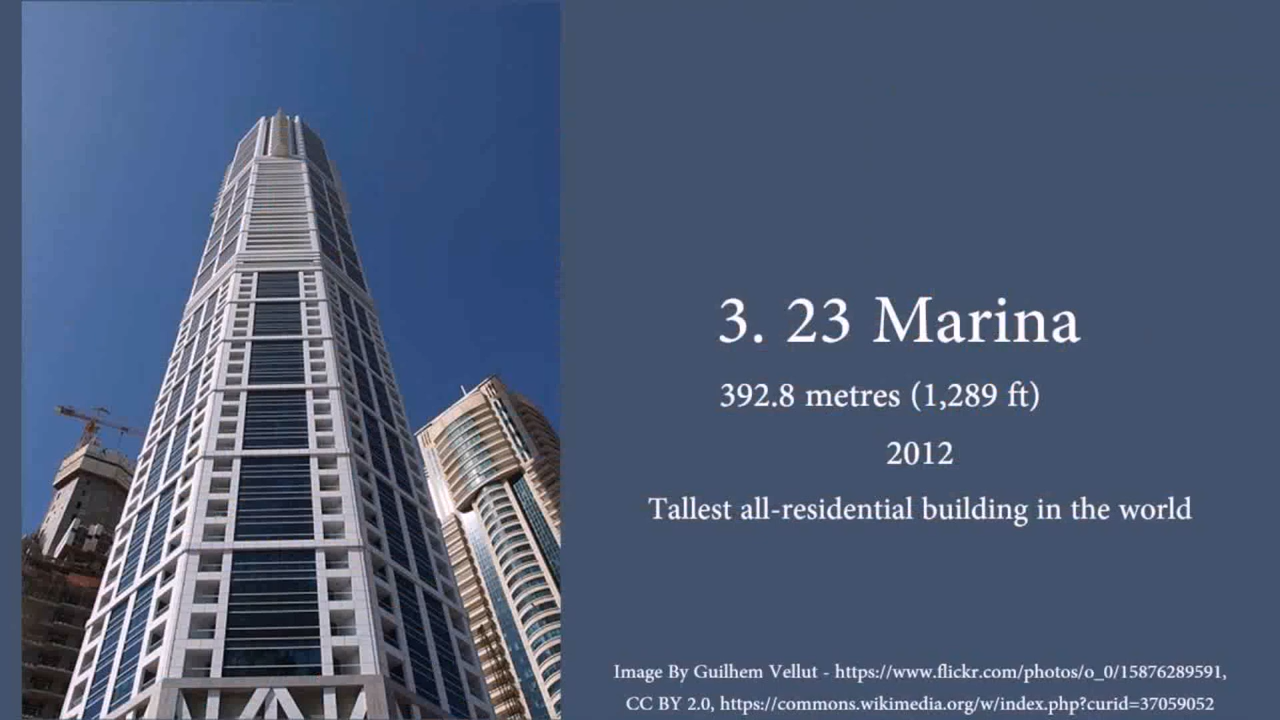 3. 23 Marina
392.8 metres (1,289 ft)
2012
Tallest all-residential building in the world
Image By Guilhem Vellut - https://www.flickr.com/photos/o_0/15876289591,
CC BY 2.0, https://commons.wikimedia.org/w/index.php?curid=37059052